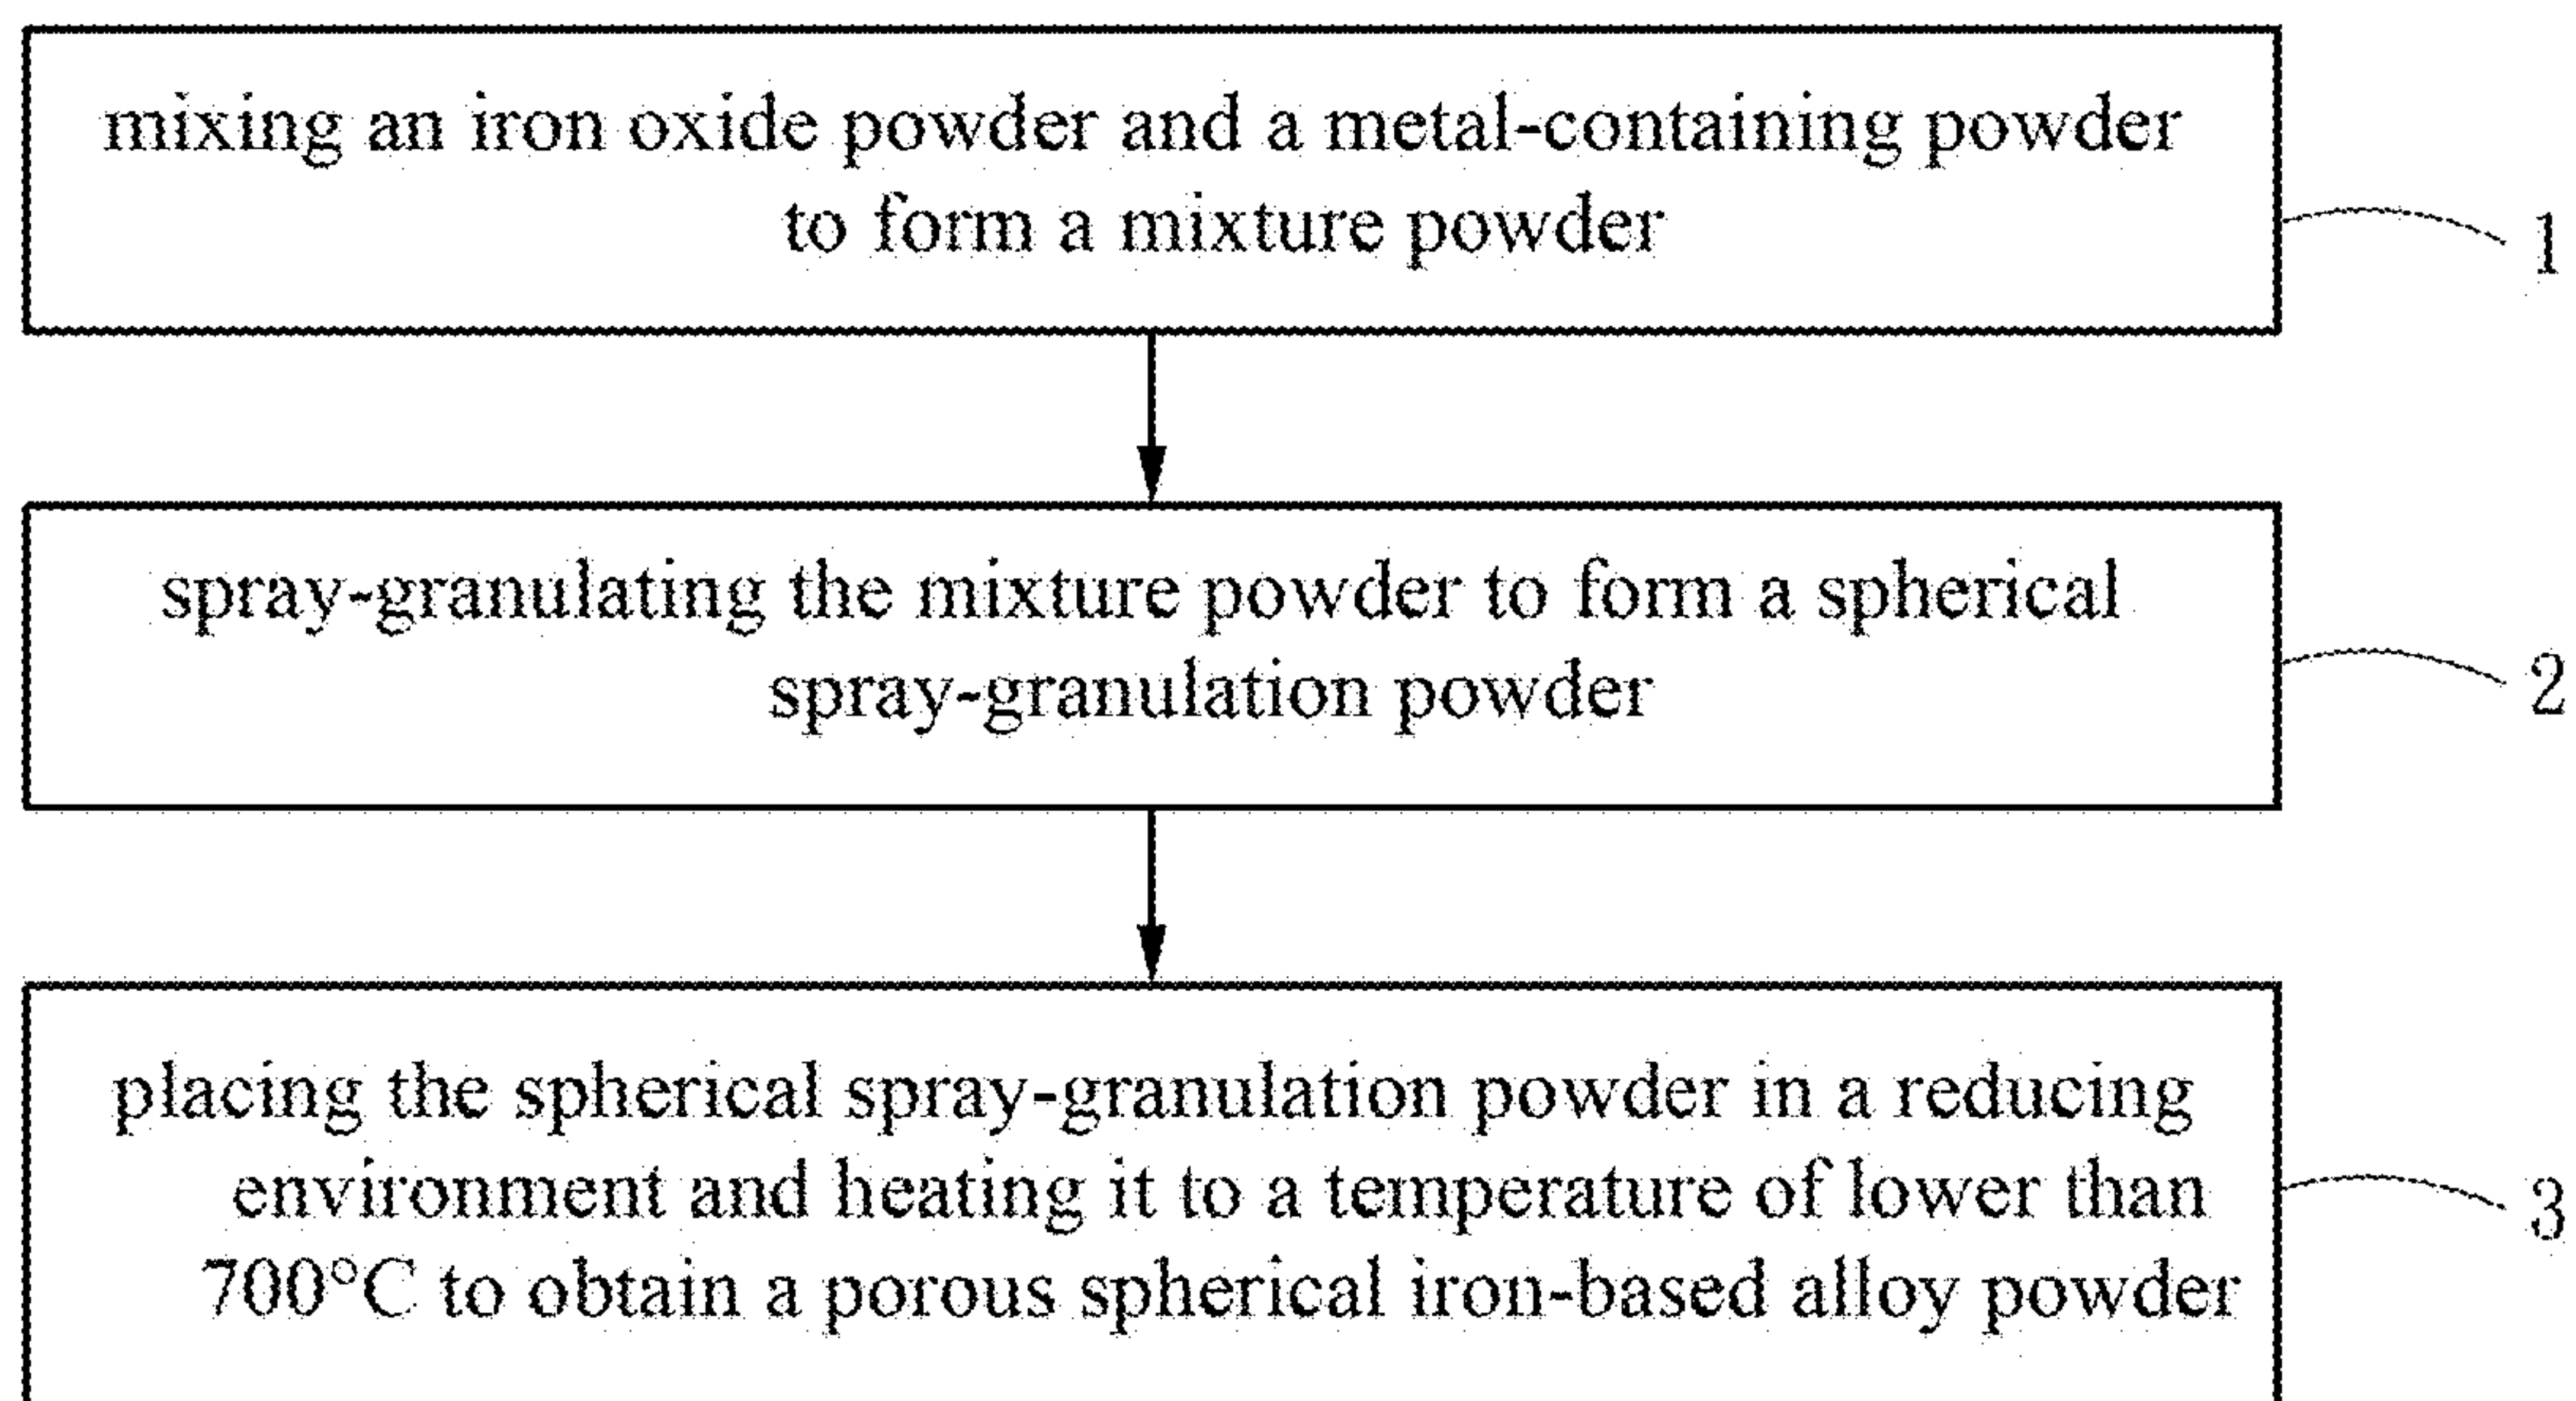 mixing an iron oxide powder and a metal-containing powder
to form a mixture powder
1
spray-granulating the mixture powder to form a spherical
spray-granulation powder
2
placing the spherical spray-granulation powder in a reducing
environment and heating it to a temperature of lower than
700°C to obtain a porous spherical iron-based alloy powder
3